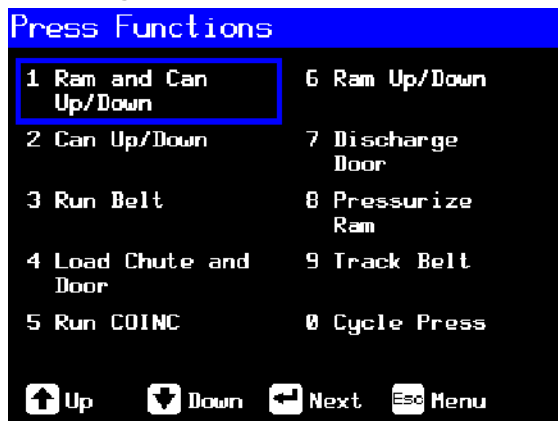 Press Functions
1 Ram and Can
Up/Down
6 Ram Up/Down
2 Can Up/Down
7 Discharge
Door
3 Run Belt
8 Pressurize
Ram
4 Load Chute and
Door
9 Track Belt
5 Run COINC
0 Cycle Press
Up
Down
Next
Esc Menu